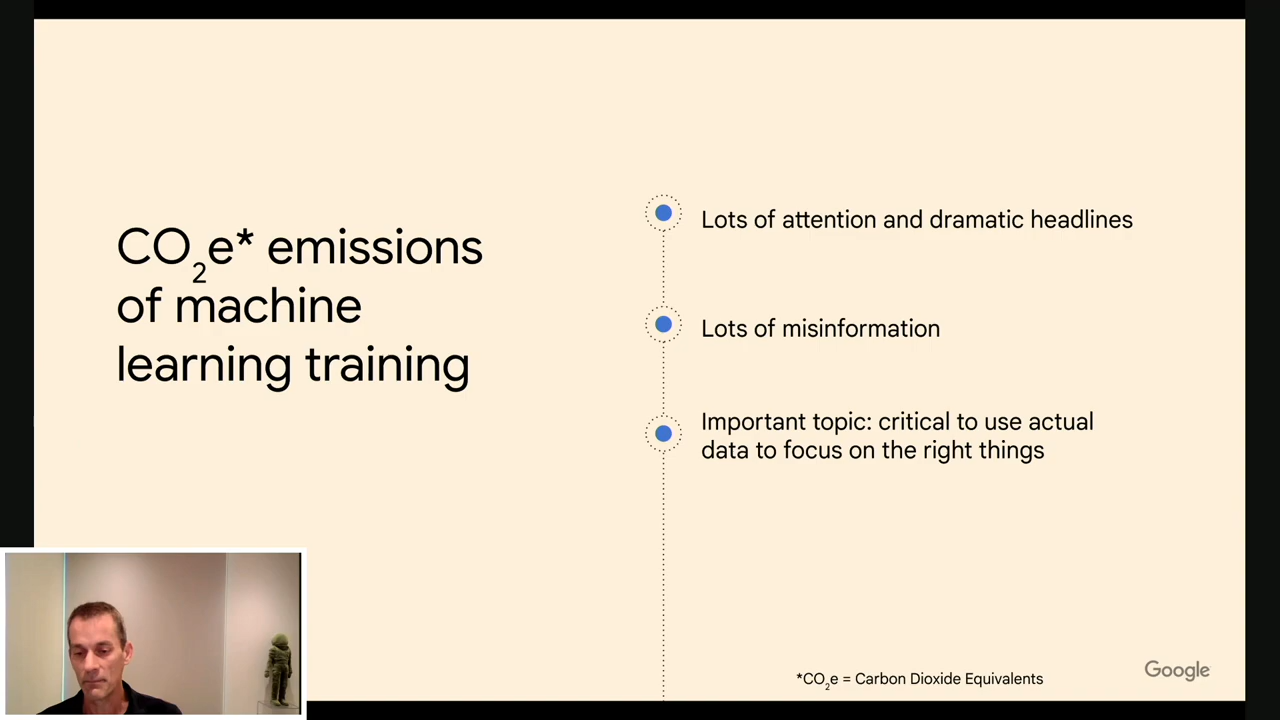 CO₂e* emissions
of machine
learning training
Lots of attention and dramatic headlines
Lots of misinformation
Important topic: critical to use actual
data to focus on the right things
*CO₂e = Carbon Dioxide Equivalents
Google